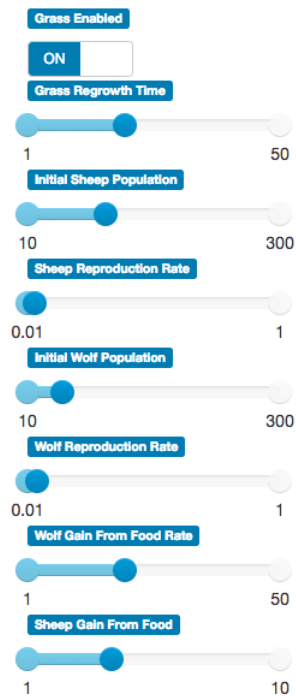 Grass Enabled
ON
Grass Regrowth Time
1 50
Initial Sheep Population
10 300
Sheep Reproduction Rate
0.01 1
Initial Wolf Population
10 300
Wolf Reproduction Rate
0.01 1
Wolf Gain From Food Rate
1 50
Sheep Gain From Food
1 10